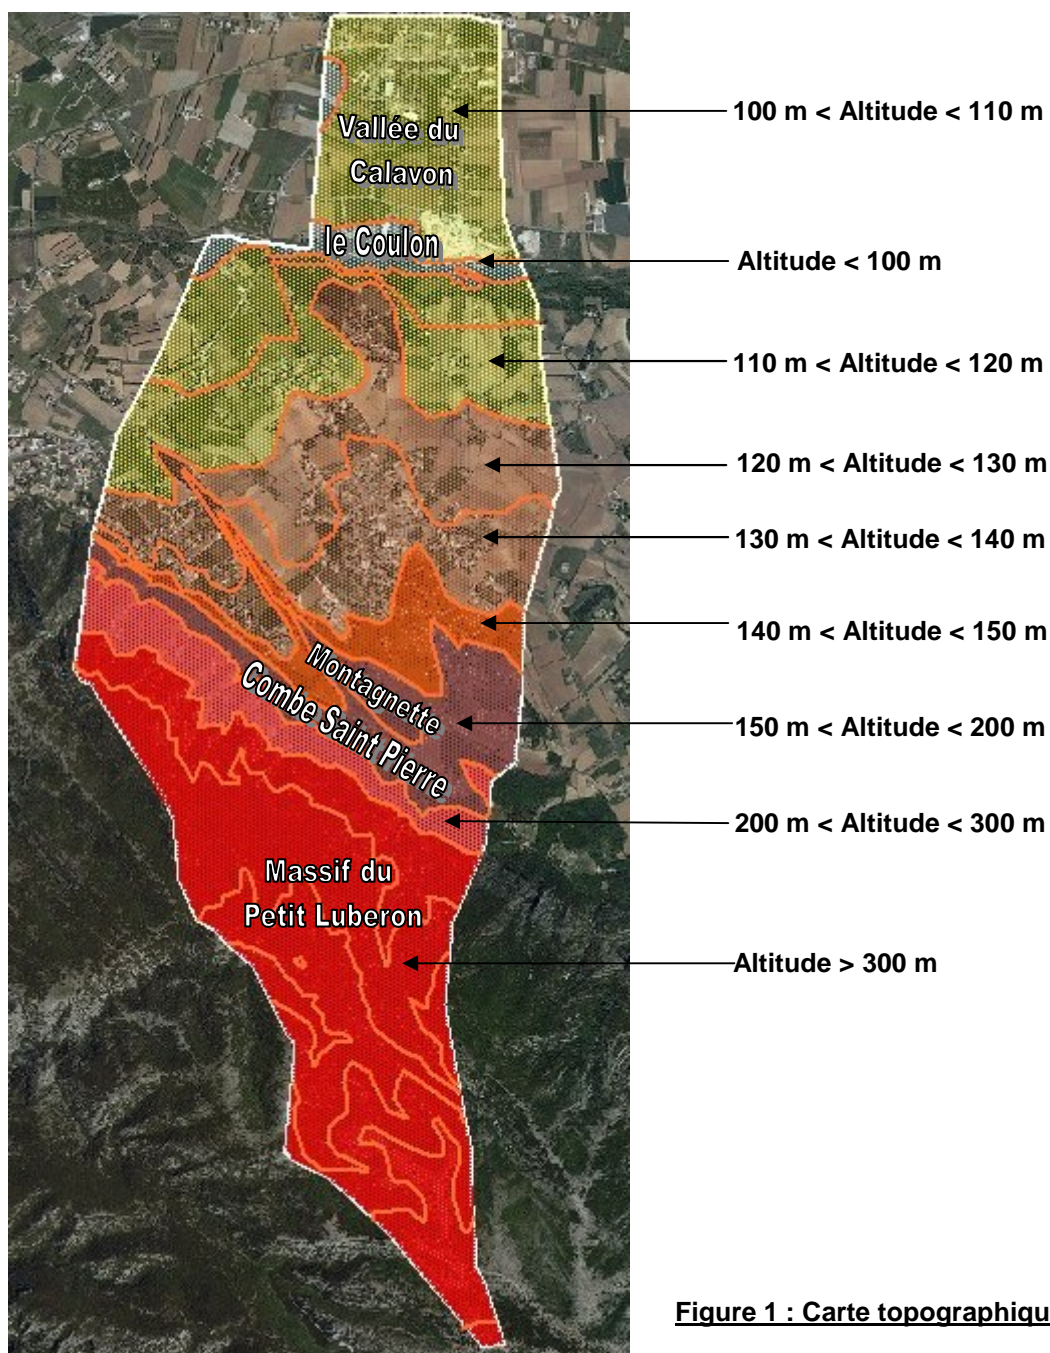 100 m < Altitude < 110 m
Vallée du
Calavon
le Coulon
Altitude < 100 m
110 m < Altitude < 120 m
120 m < Altitude < 130 m
130 m < Altitude < 140 m
140 m < Altitude < 150 m
Montagnette
Combe Saint Pierre
150 m < Altitude < 200 m
200 m < Altitude < 300 m
Massif du
Petit Luberon
Altitude > 300 m
Figure 1 : Carte topographiqu